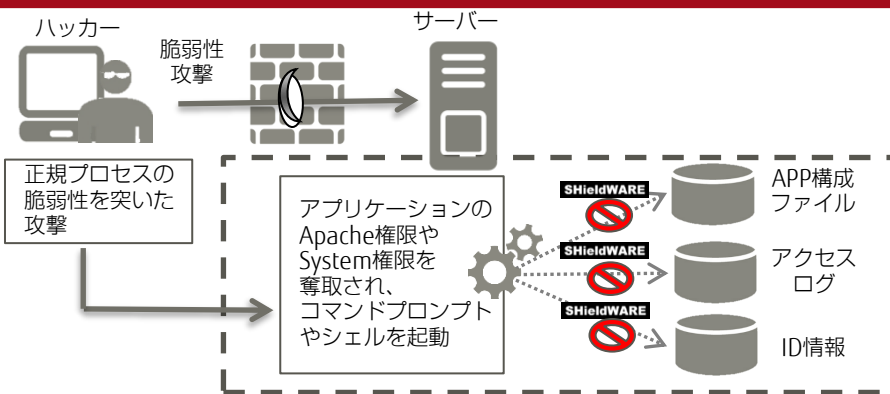 ハッカー
サーバー
脆弱性
攻撃
正規プロセスの
脆弱性を突いた
攻撃
アプリケーションの
Apache権限や
System権限を
奪取され、
コマンドプロンプト
やシェルを起動
SHieldWARE
APP構成
ファイル
SHieldWARE
アクセス
ログ
SHieldWARE
ID情報